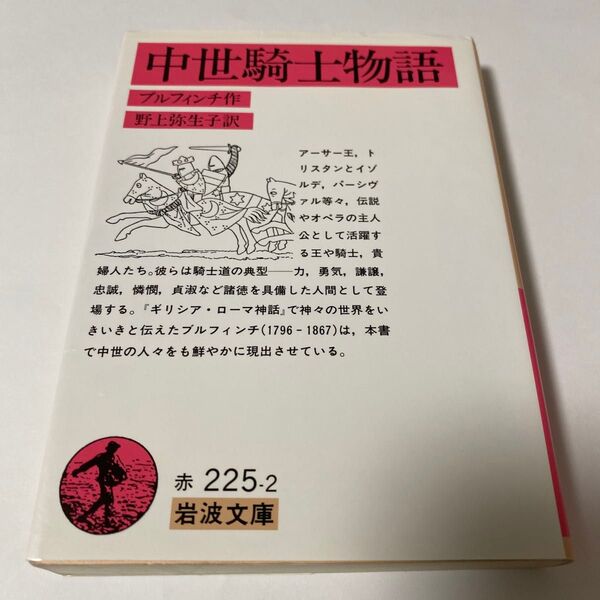 中世騎士物語
ブルフィンチ作
野上弥生子訳
アーサー王，ト
リスタンとイゾ
ルデ，パーシヴ
ァル等々，伝説
やオペラの主人
公として活躍す
る王や騎士，貴
婦人たち。彼らは騎士道の典型――力，勇気，謙譲，
忠誠，憐憫，貞淑など諸徳を具備した人間として登
場する。『ギリシア・ローマ神話』で神々の世界をい
きいきと伝えたブルフィンチ(1796－1867)は，本書
で中世の人々をも鮮やかに現出させている。
赤 225-2
岩波文庫